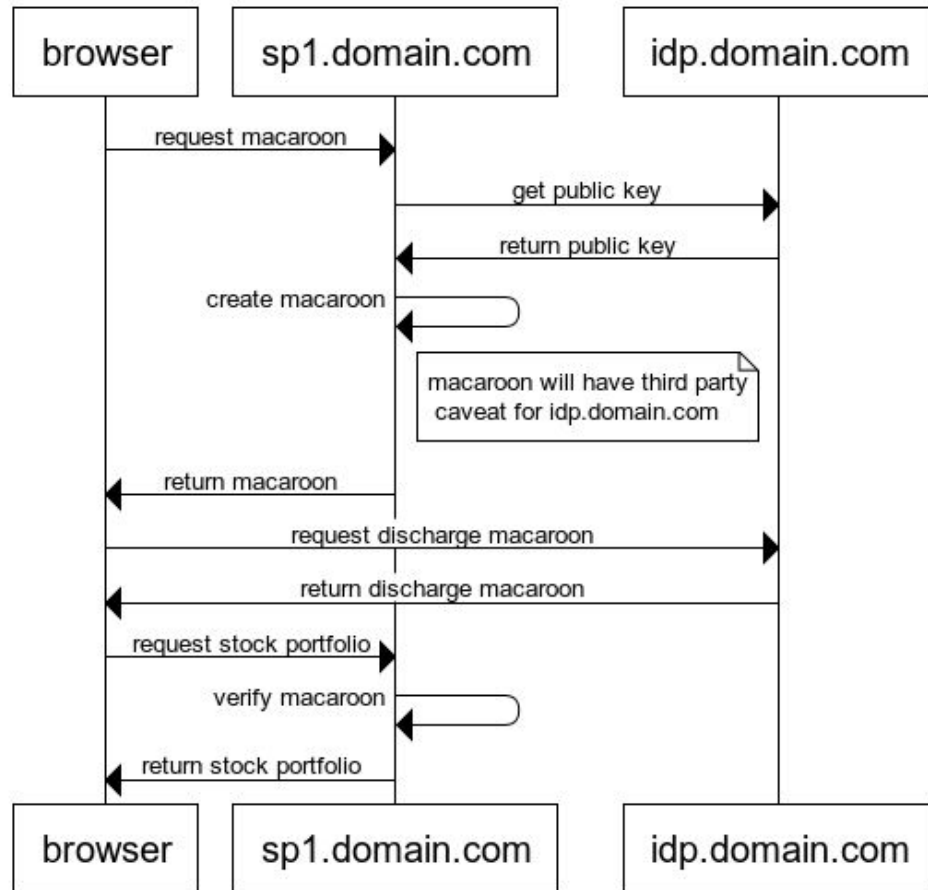 browser
sp1.domain.com
idp.domain.com
request macaroon
get public key
return public key
create macaroon
macaroon will have third party
caveat for idp.domain.com
return macaroon
request discharge macaroon
return discharge macaroon
request stock portfolio
verify macaroon
return stock portfolio
browser
sp1.domain.com
idp.domain.com